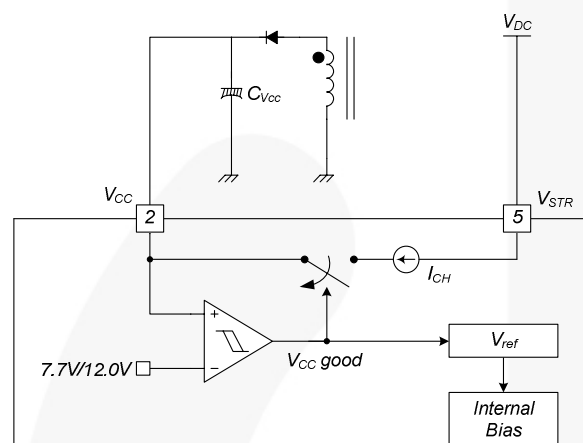 V_DC
C_Vcc
V_CC
2
5
V_STR
I_CH
+
7.7V/12.0V
−
V_CC good
V_ref
Internal
Bias